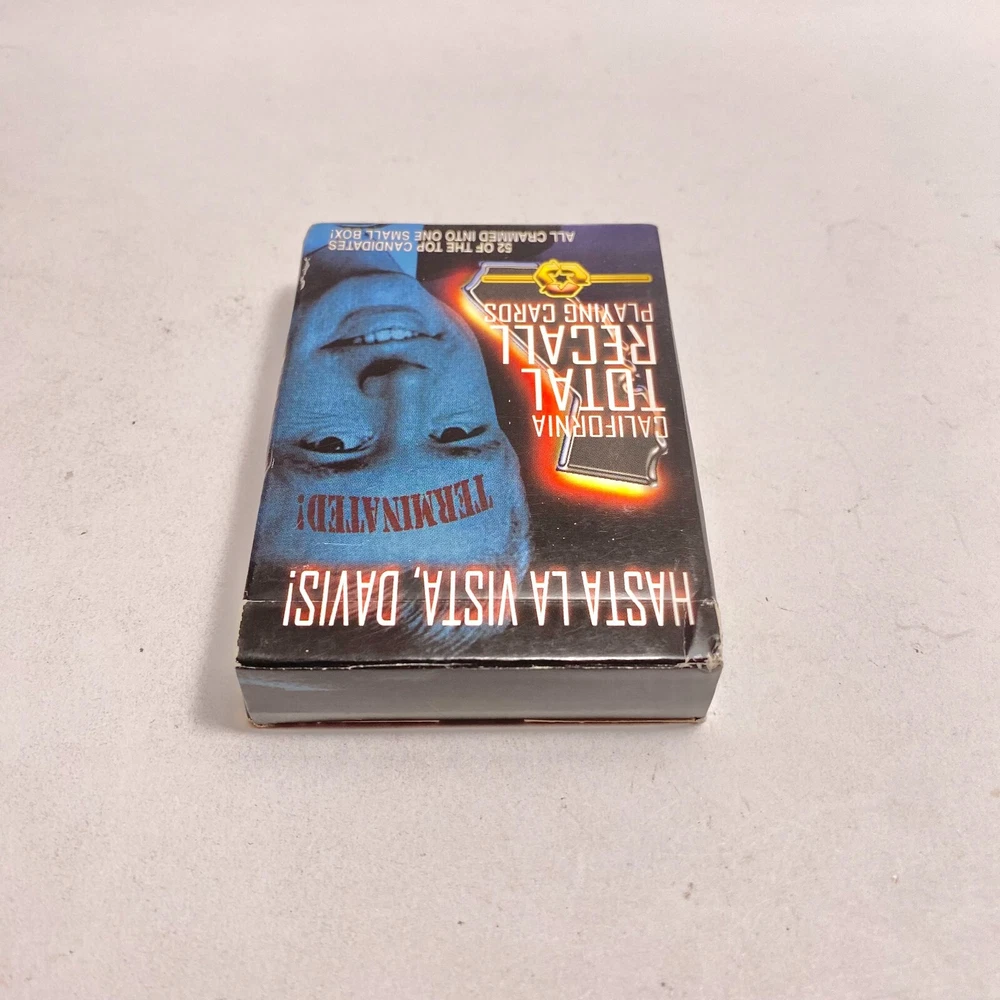 HASTA LA VISTA, DAVIS!
TERMINATED!
CALIFORNIA
TOTAL
RECALL
PLAYING CARDS
52 OF THE TOP CANDIDATES
ALL CRAMMED INTO ONE SMALL BOX!